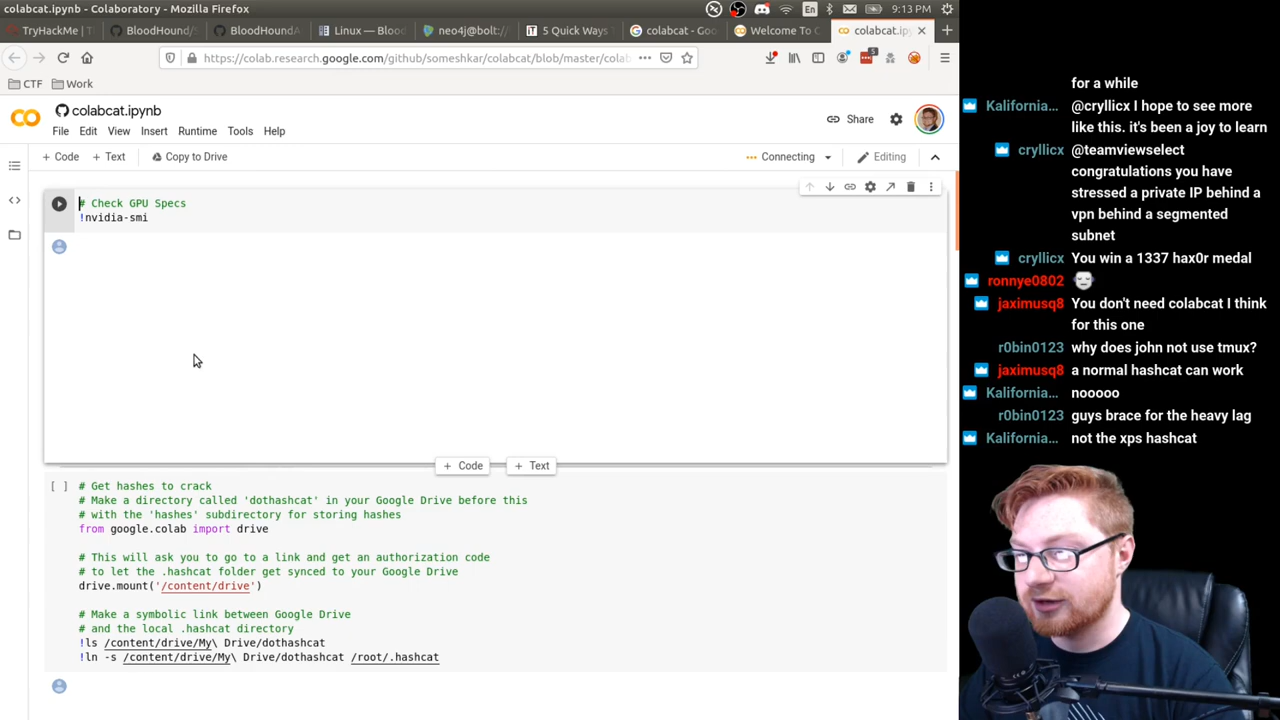 colabcat.ipynb - Colaboratory - Mozilla Firefox
En
9:13 PM
TryHackMe | T
BloodHound/
BloodHoundA
Linux — Blood
neo4j@bolt://
5 Quick Ways
colabcat - Goo
Welcome To C
colabcat.ipy
https://colab.research.google.com/github/someshkar/colabcat/blob/master/colab
5
CTF
Work
colabcat.ipynb
File
Edit
View
Insert
Runtime
Tools
Help
Share
+ Code
+ Text
Copy to Drive
Connecting
Editing
# Check GPU Specs
!nvidia-smi
+ Code
+ Text
[ ]
# Get hashes to crack
# Make a directory called 'dothashcat' in your Google Drive before this
# with the 'hashes' subdirectory for storing hashes
from google.colab import drive
# This will ask you to go to a link and get an authorization code
# to let the .hashcat folder get synced to your Google Drive
drive.mount('/content/drive')
# Make a symbolic link between Google Drive
# and the local .hashcat directory
!ls /content/drive/My\ Drive/dothashcat
!ln -s /content/drive/My\ Drive/dothashcat /root/.hashcat
for a while
Kalifornia... @cryllicx I hope to see more
like this. it's been a joy to learn
cryllicx @teamviewselect
congratulations you have
stressed a private IP behind a
vpn behind a segmented
subnet
cryllicx You win a 1337 hax0r medal
ronnye0802
jaximusq8 You don't need colabcat I think
for this one
r0bin0123 why does john not use tmux?
jaximusq8 a normal hashcat can work
Kalifornia... nooooo
r0bin0123 guys brace for the heavy lag
Kalifornia... not the xps hashcat